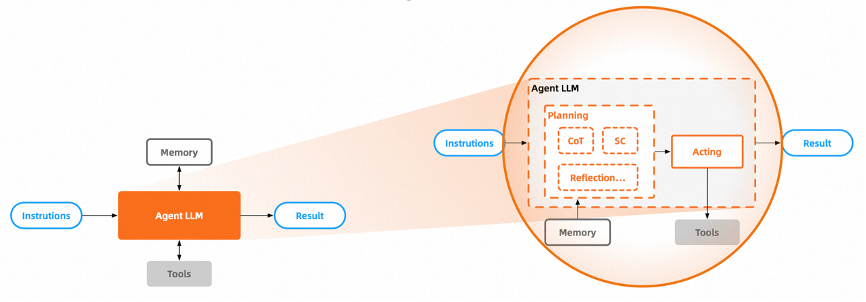 Memory
Instrutions
Agent LLM
Result
Tools
Agent LLM
Planning
CoT
SC
Reflection...
Instrutions
Acting
Result
Memory
Tools